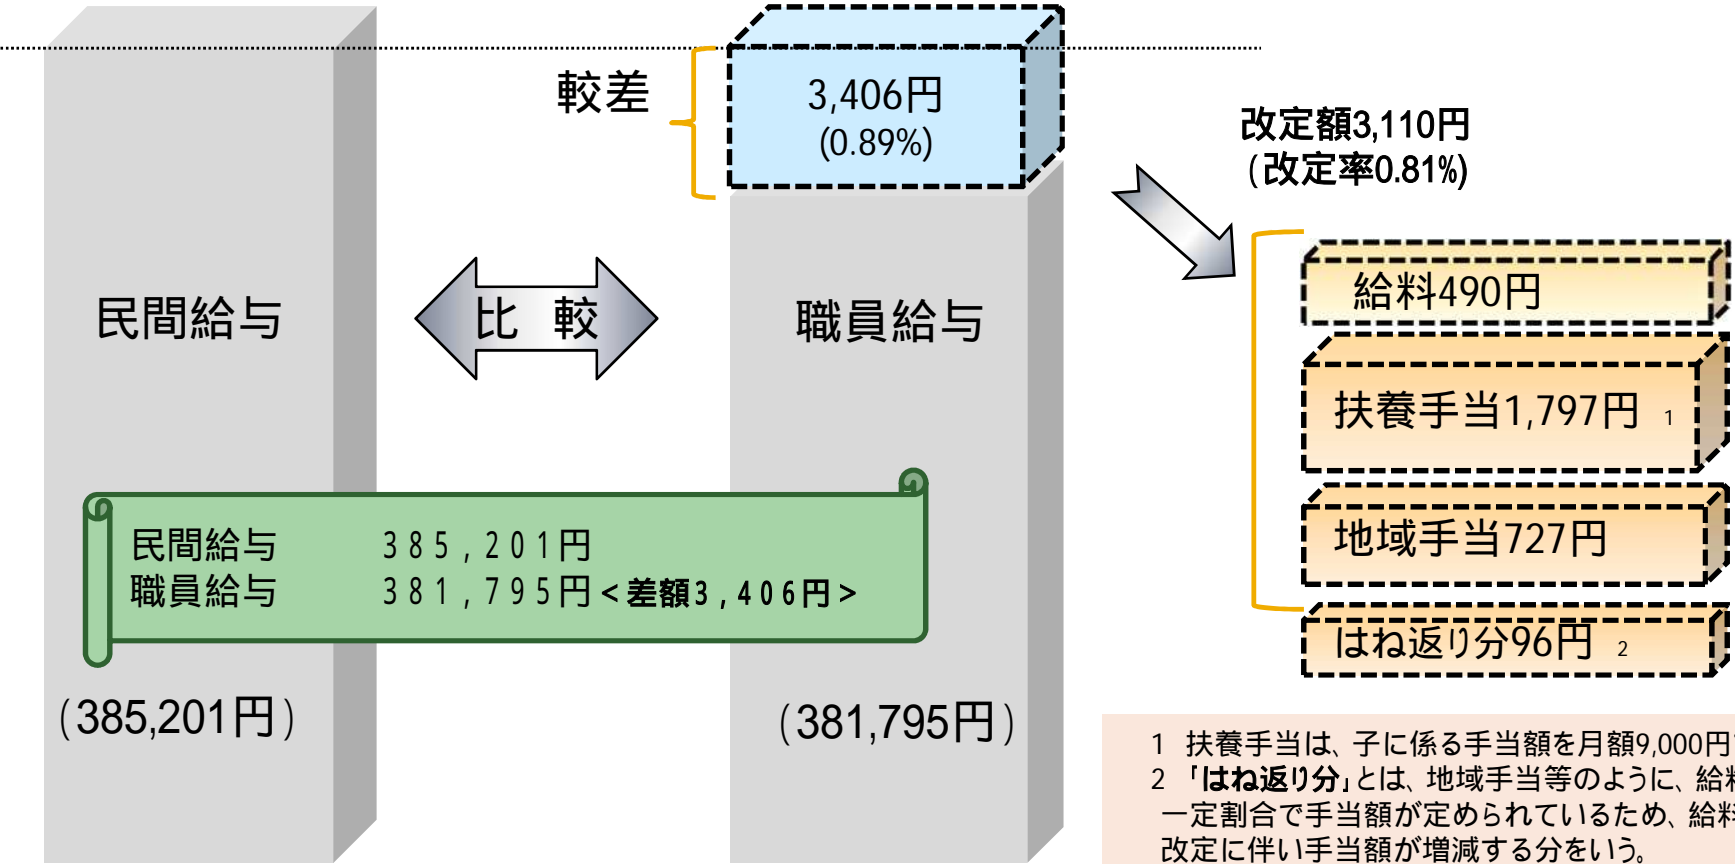 較差
3,406円
(0.89%)
改定額3,110円
(改定率0.81%)
民間給与
比 較
職員給与
給料490円
扶養手当1,797円 1
地域手当727円
はね返り分96円 2
民間給与 385,201円
職員給与 381,795円<差額3,406円>
(385,201円)
(381,795円)
1 扶養手当は、子に係る手当額を月額9,000円
2 「はね返り分」とは、地域手当等のように、給料
一定割合で手当額が定められているため、給料
改定に伴い手当額が増減する分をいう。